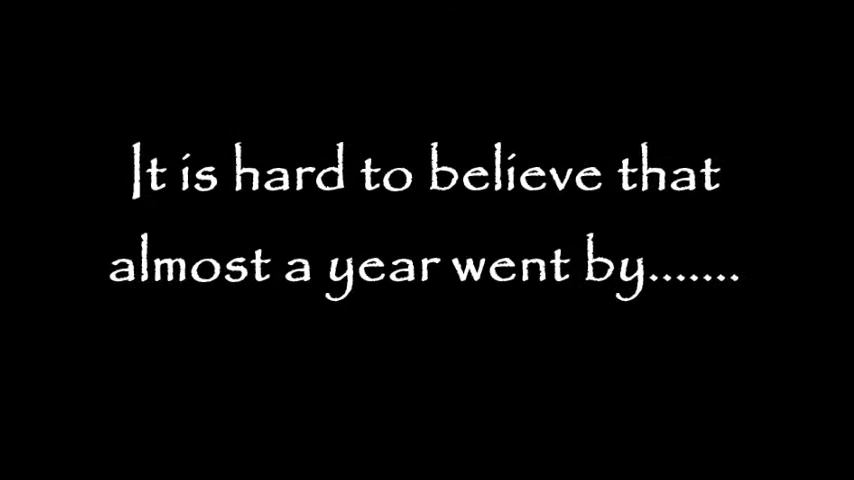 It is hard to believe that
almost a year went by.......